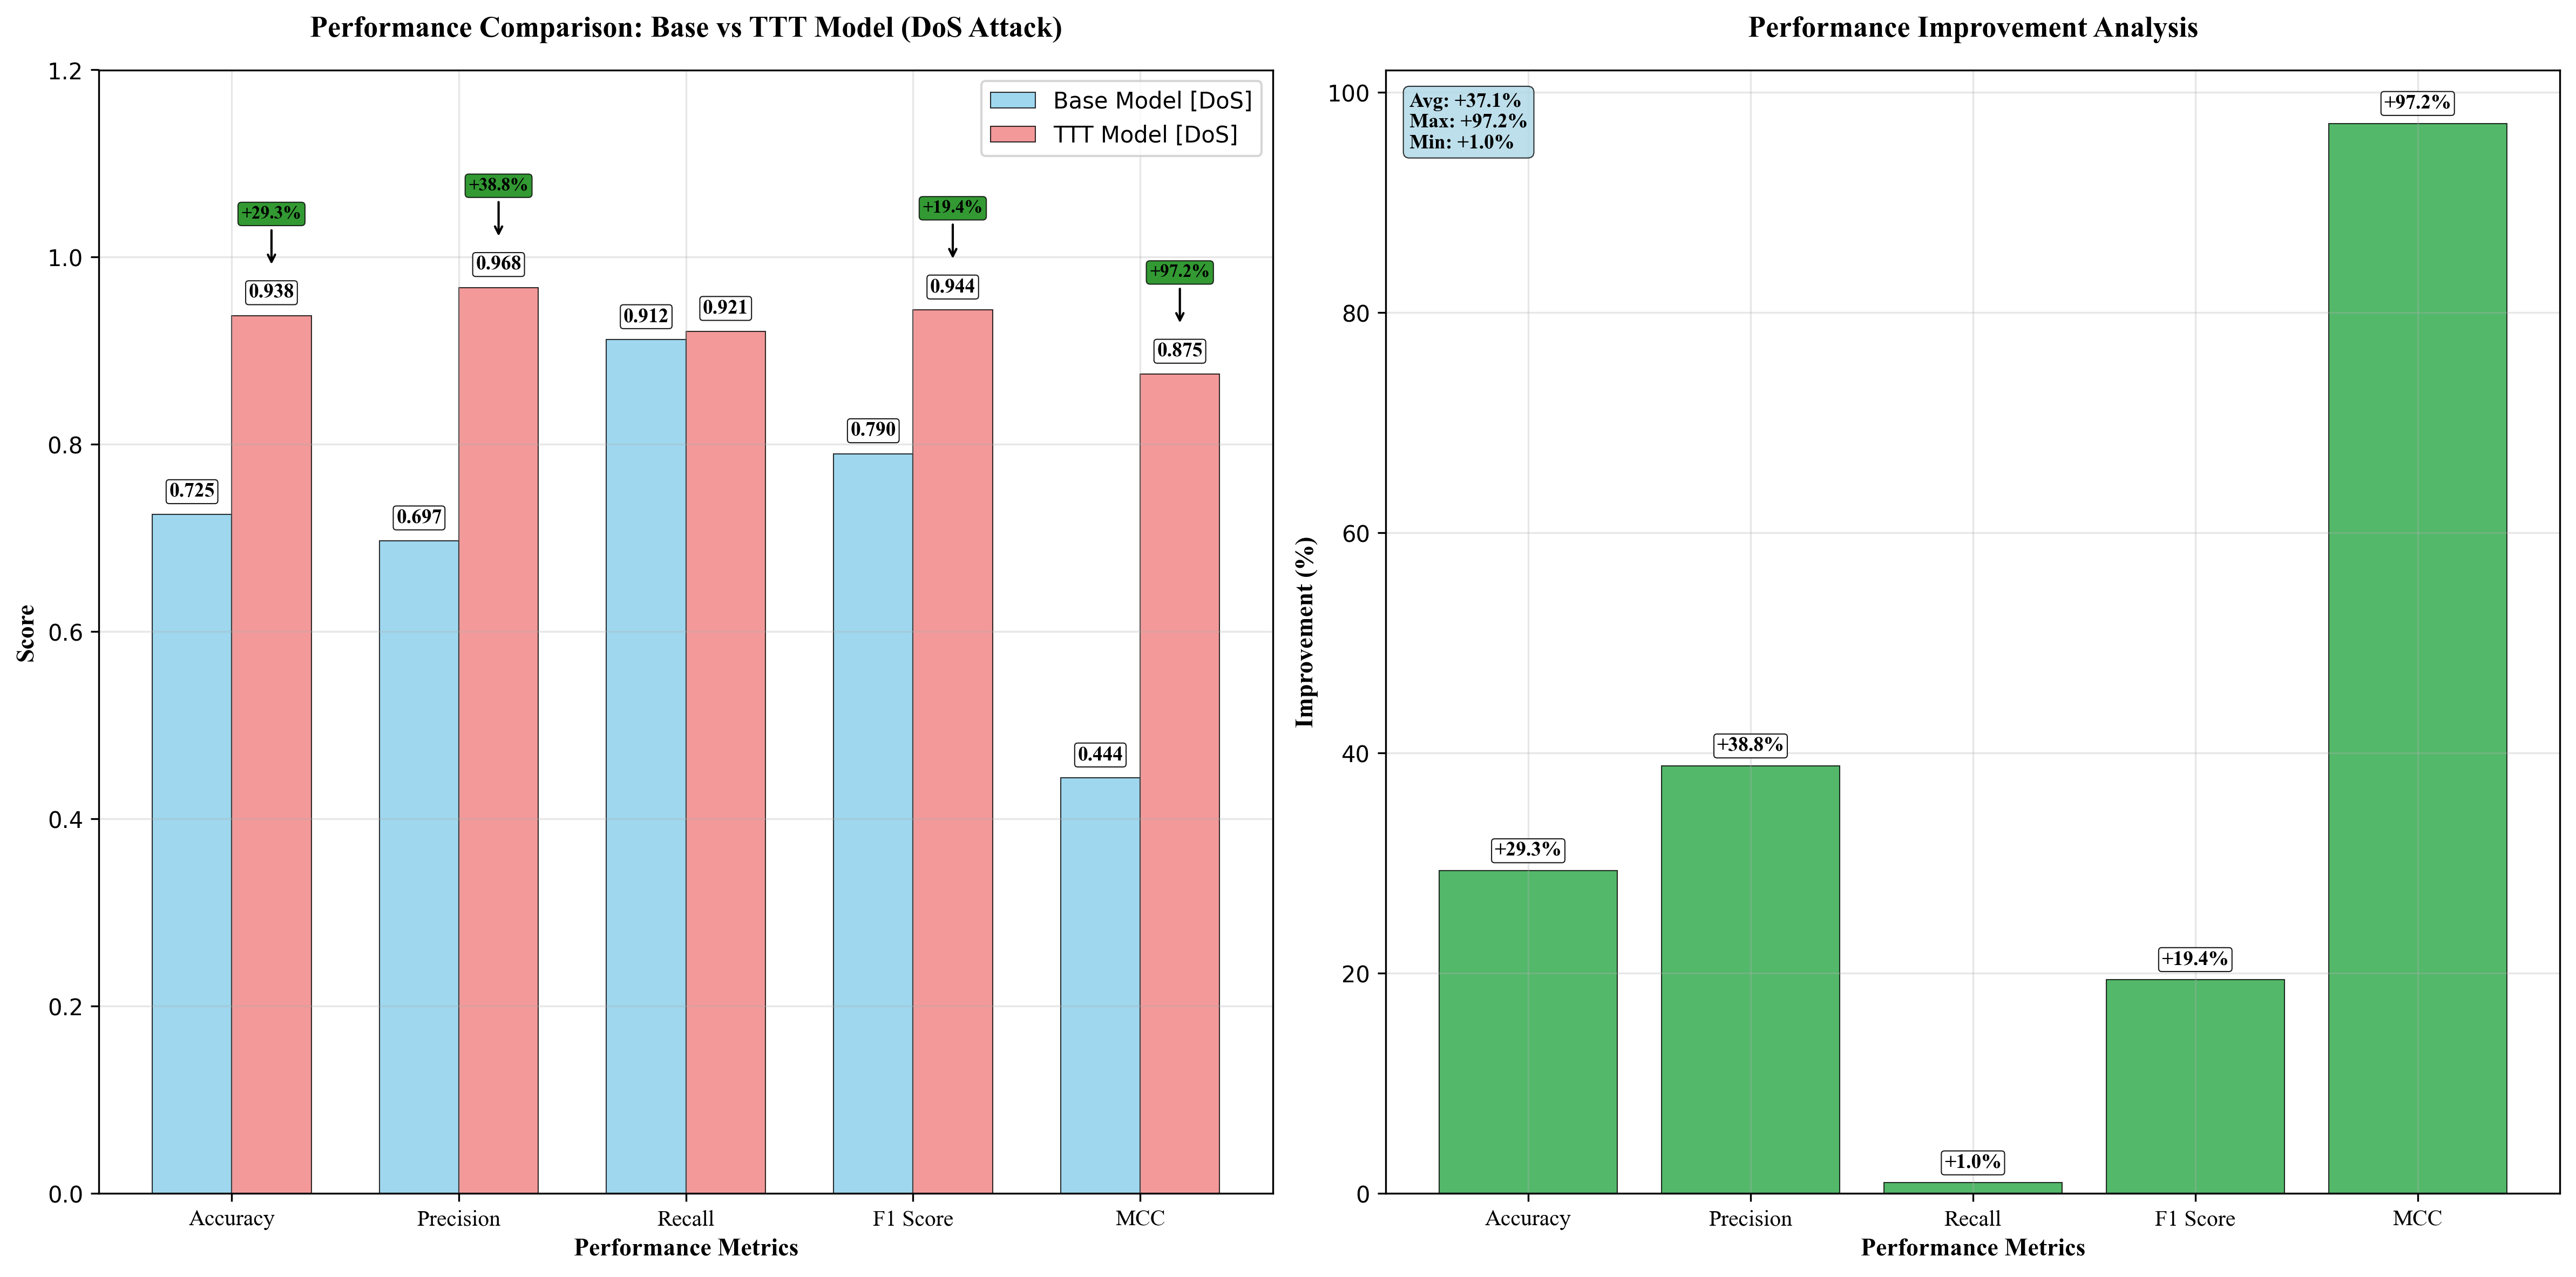 Performance Comparison: Base vs TTT Model (DoS Attack)
Score
1.2
1.0
0.8
0.6
0.4
0.2
0.0
Base Model [DoS]
TTT Model [DoS]
+29.3%
+38.8%
+19.4%
+97.2%
0.725
0.938
0.697
0.968
0.912
0.921
0.790
0.944
0.444
0.875
Accuracy
Precision
Recall
F1 Score
MCC
Performance Metrics
Performance Improvement Analysis
Improvement (%)
100
80
60
40
20
0
Avg: +37.1%
Max: +97.2%
Min: +1.0%
+29.3%
+38.8%
+1.0%
+19.4%
+97.2%
Accuracy
Precision
Recall
F1 Score
MCC
Performance Metrics